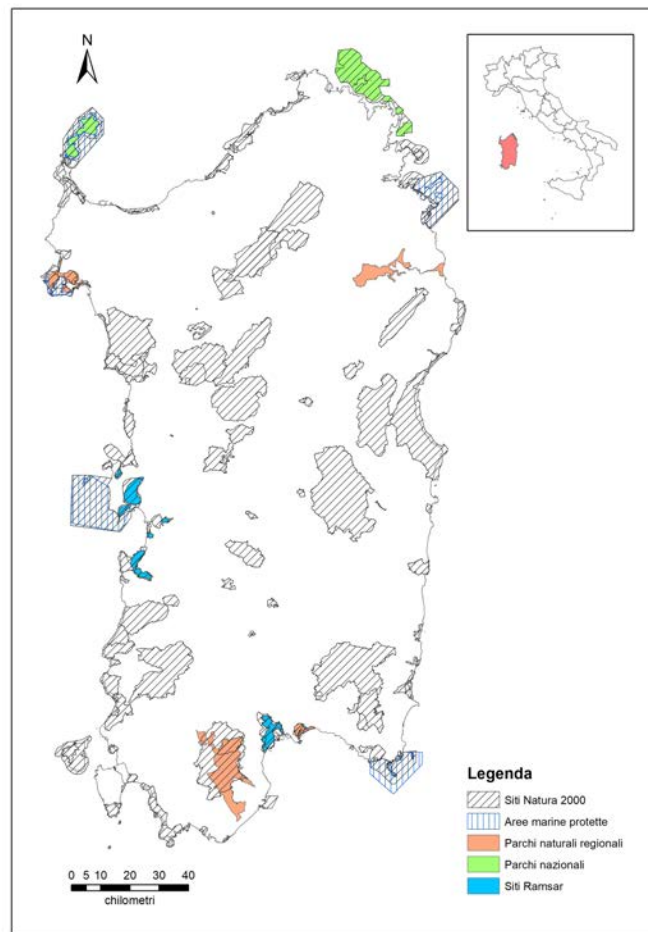 N
Legenda
Siti Natura 2000
Aree marine protette
Parchi naturali regionali
Parchi nazionali
Siti Ramsar
0 5 10 20 30 40
chilometri